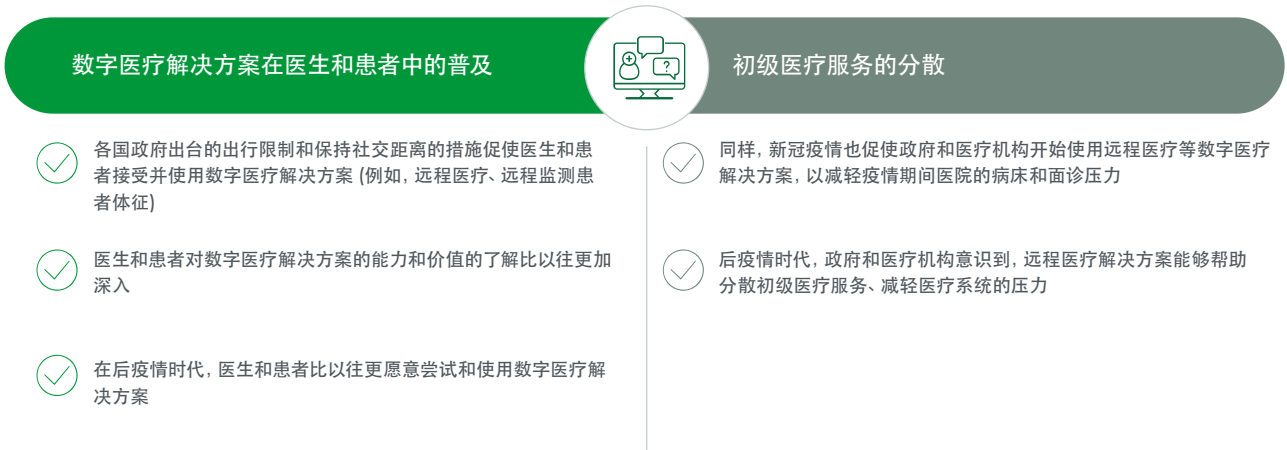 数字医疗解决方案在医生和患者中的普及
各国政府出台的出行限制和保持社交距离的措施促使医生和患
者接受并使用数字医疗解决方案 (例如, 远程医疗、远程监测患
者体征)
医生和患者对数字医疗解决方案的能力和价值的了解比以往更加
深入
在后疫情时代, 医生和患者比以往更愿意尝试和使用数字医疗解
决方案
?
初级医疗服务的分散
同样, 新冠疫情也促使政府和医疗机构开始使用远程医疗等数字医疗
解决方案, 以减轻疫情期间医院的病床和面诊压力
后疫情时代, 政府和医疗机构意识到, 远程医疗解决方案能够帮助
分散初级医疗服务、减轻医疗系统的压力